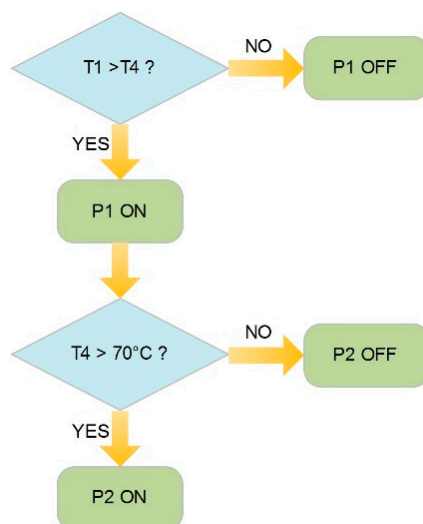 T1 >T4 ?
NO
P1 OFF
YES
P1 ON
T4 > 70°C ?
NO
P2 OFF
YES
P2 ON